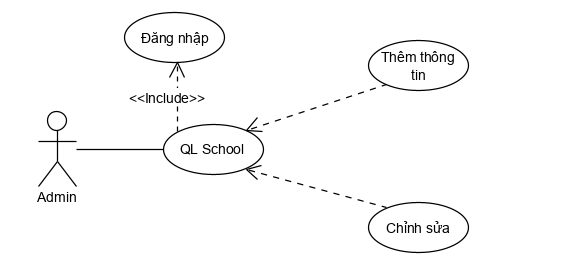 Đăng nhập
Thêm thông
tin
<<Include>>
QL School
Admin
Chỉnh sửa